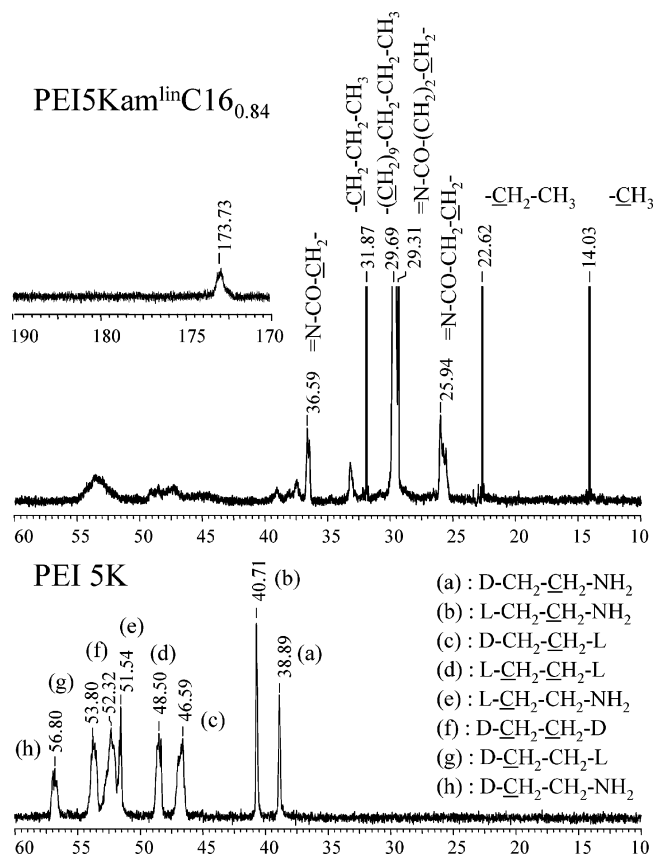 PEI5Kam^linC16_0.84
-CH2-CH2-CH3
-(CH2)9-CH2-CH2-CH3
=N-CO-(CH2)2-CH2-
-CH2-CH3
-CH3
173.73
=N-CO-CH2-
=N-CO-CH2-CH2-
36.59
31.87
29.69
29.31
25.94
22.62
14.03
190 180 170
60 55 50 45 40 35 30 25 20 15 10
PEI 5K
(h)
(g)
56.80
(f)
53.80
52.32
(e)
51.54
(d)
48.50
46.59
(c)
40.71
(b)
38.89
(a)
(a) : D-CH2-CH2-NH2
(b) : L-CH2-CH2-NH2
(c) : D-CH2-CH2-L
(d) : L-CH2-CH2-L
(e) : L-CH2-CH2-NH2
(f) : D-CH2-CH2-D
(g) : D-CH2-CH2-L
(h) : D-CH2-CH2-NH2
60 55 50 45 40 35 30 25 20 15 10